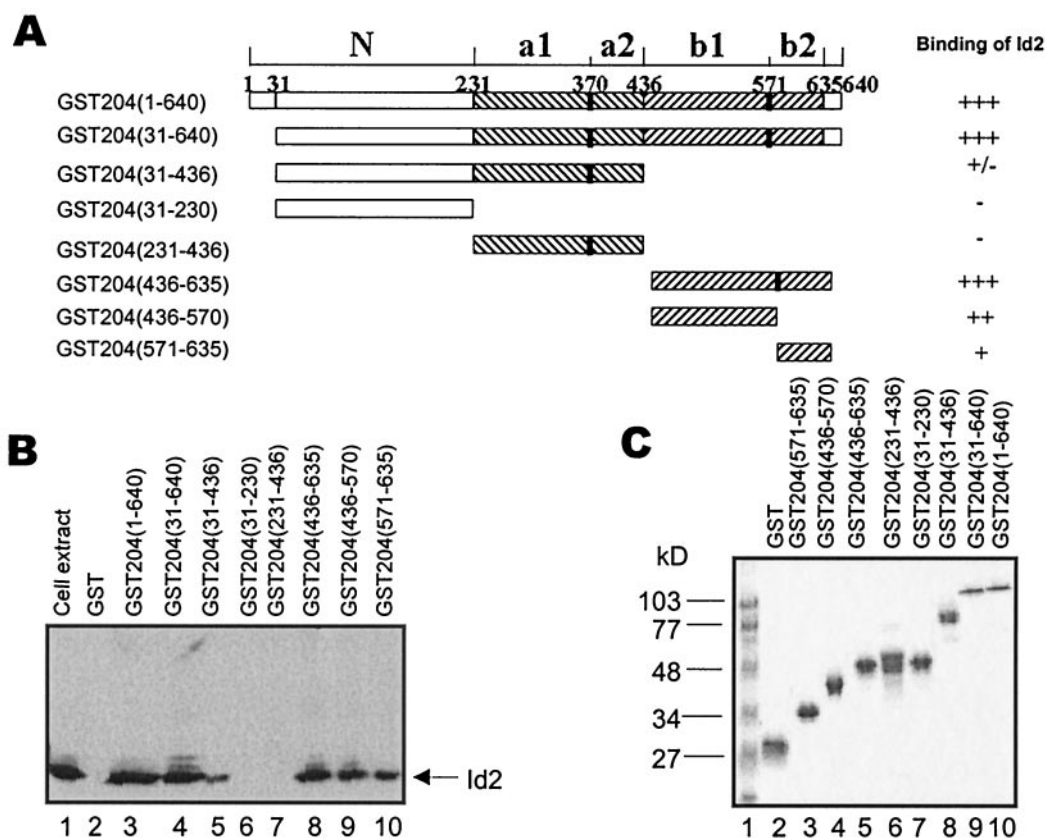 A
N a1 a2 b1 b2 Binding of Id2
1 31 231 370 436 571 635 640
GST204(1-640) +++
GST204(31-640) +++
GST204(31-436) +/-
GST204(31-230) -
GST204(231-436) -
GST204(436-635) +++
GST204(436-570) ++
GST204(571-635) +
B
Cell extract
GST
GST204(1-640)
GST204(31-640)
GST204(31-436)
GST204(31-230)
GST204(231-436)
GST204(436-635)
GST204(436-570)
GST204(571-635)
Id2
1 2 3 4 5 6 7 8 9 10
C
GST
GST204(571-635)
GST204(436-570)
GST204(436-635)
GST204(231-436)
GST204(31-230)
GST204(31-436)
GST204(31-640)
GST204(1-640)
kD
103
77
48
34
27
1 2 3 4 5 6 7 8 9 10